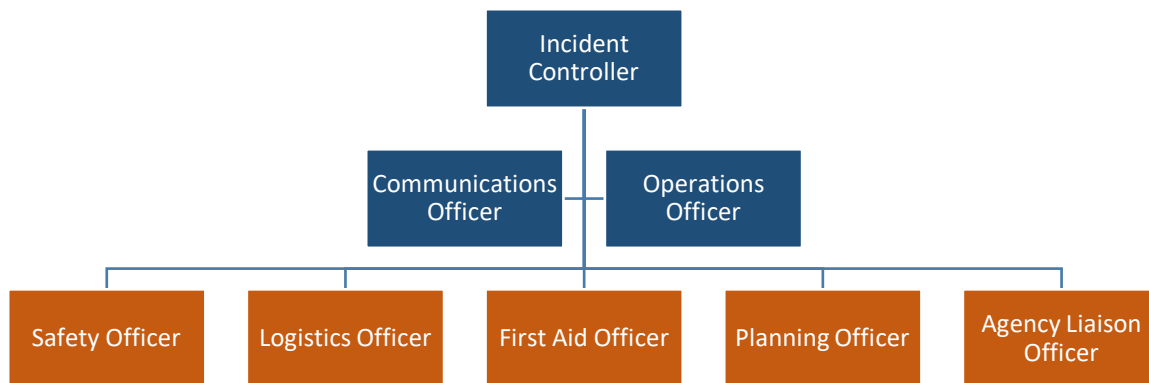 Incident
Controller
Communications
Officer
Operations
Officer
Safety Officer
Logistics Officer
First Aid Officer
Planning Officer
Agency Liaison
Officer